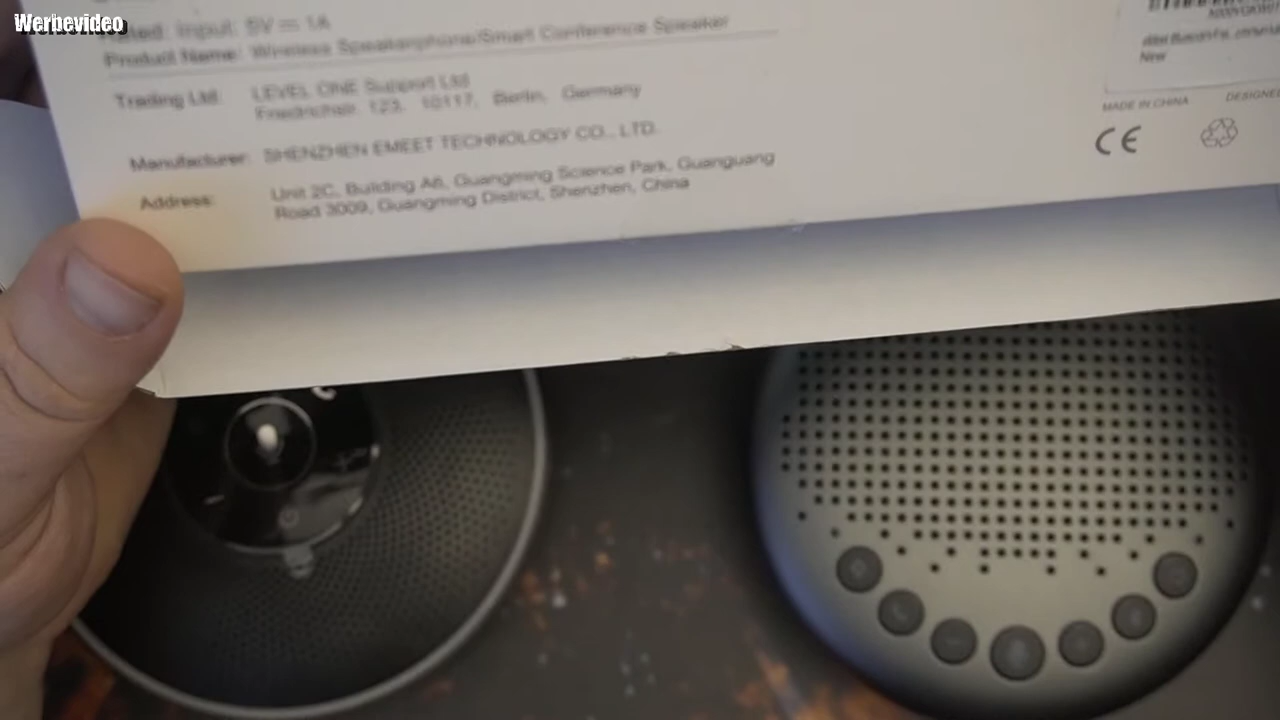 Werbevideo
Rated Input: 5V 1A
Product Name: Wireless Speakerphone/Smart Conference Speaker
Trading Ltd: LEVEL ONE Support Ltd
Friedrichstr. 123, 10117, Berlin, Germany
Manufacturer: SHENZHEN EMEET TECHNOLOGY CO., LTD.
Address: Unit 2C, Building A6, Guangming Science Park, Guanguang
Road 3009, Guangming District, Shenzhen, China
New
MADE IN CHINA DESIGNED
CE